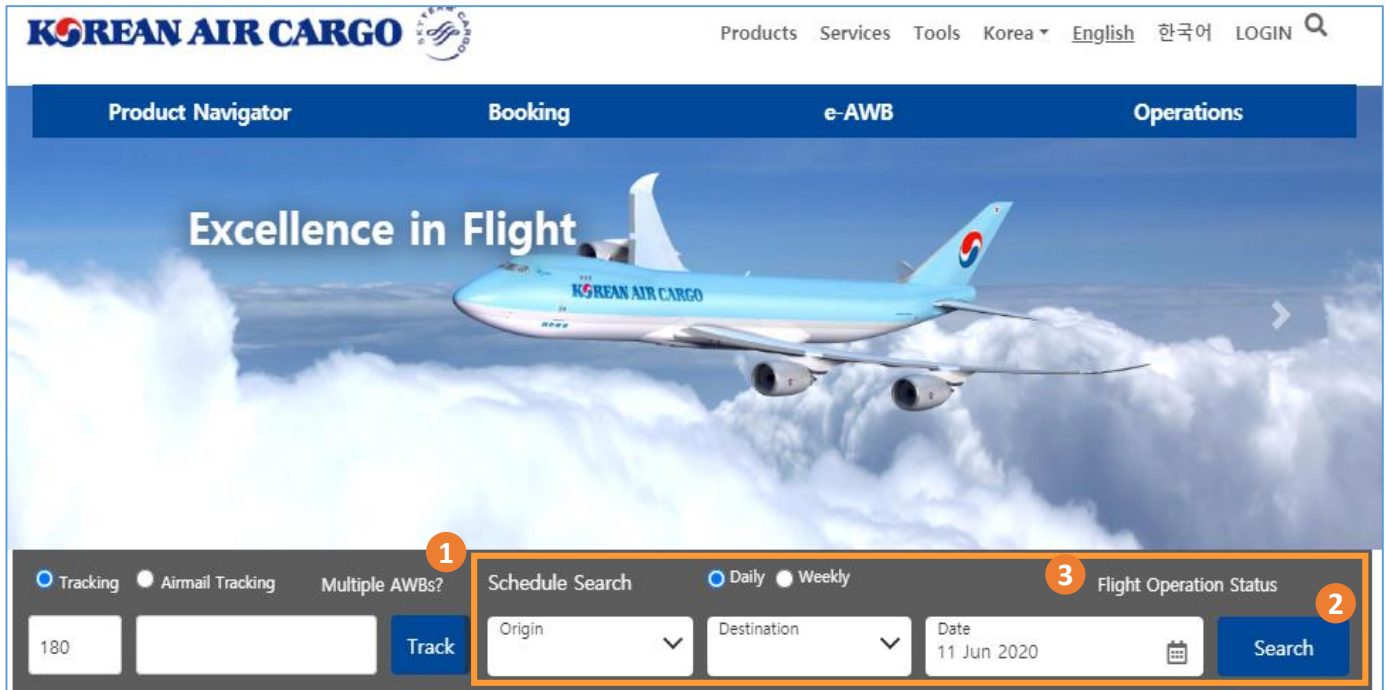 KOREAN AIR CARGO SKYTEAM CARGO
Products Services Tools Korea English 한국어 LOGIN
Product Navigator Booking e-AWB Operations
Excellence in Flight
KOREAN AIR CARGO
1
Tracking Airmail Tracking Multiple AWBs? Schedule Search Daily Weekly 3 Flight Operation Status
2
180 Track Origin Destination Date Search
11 Jun 2020